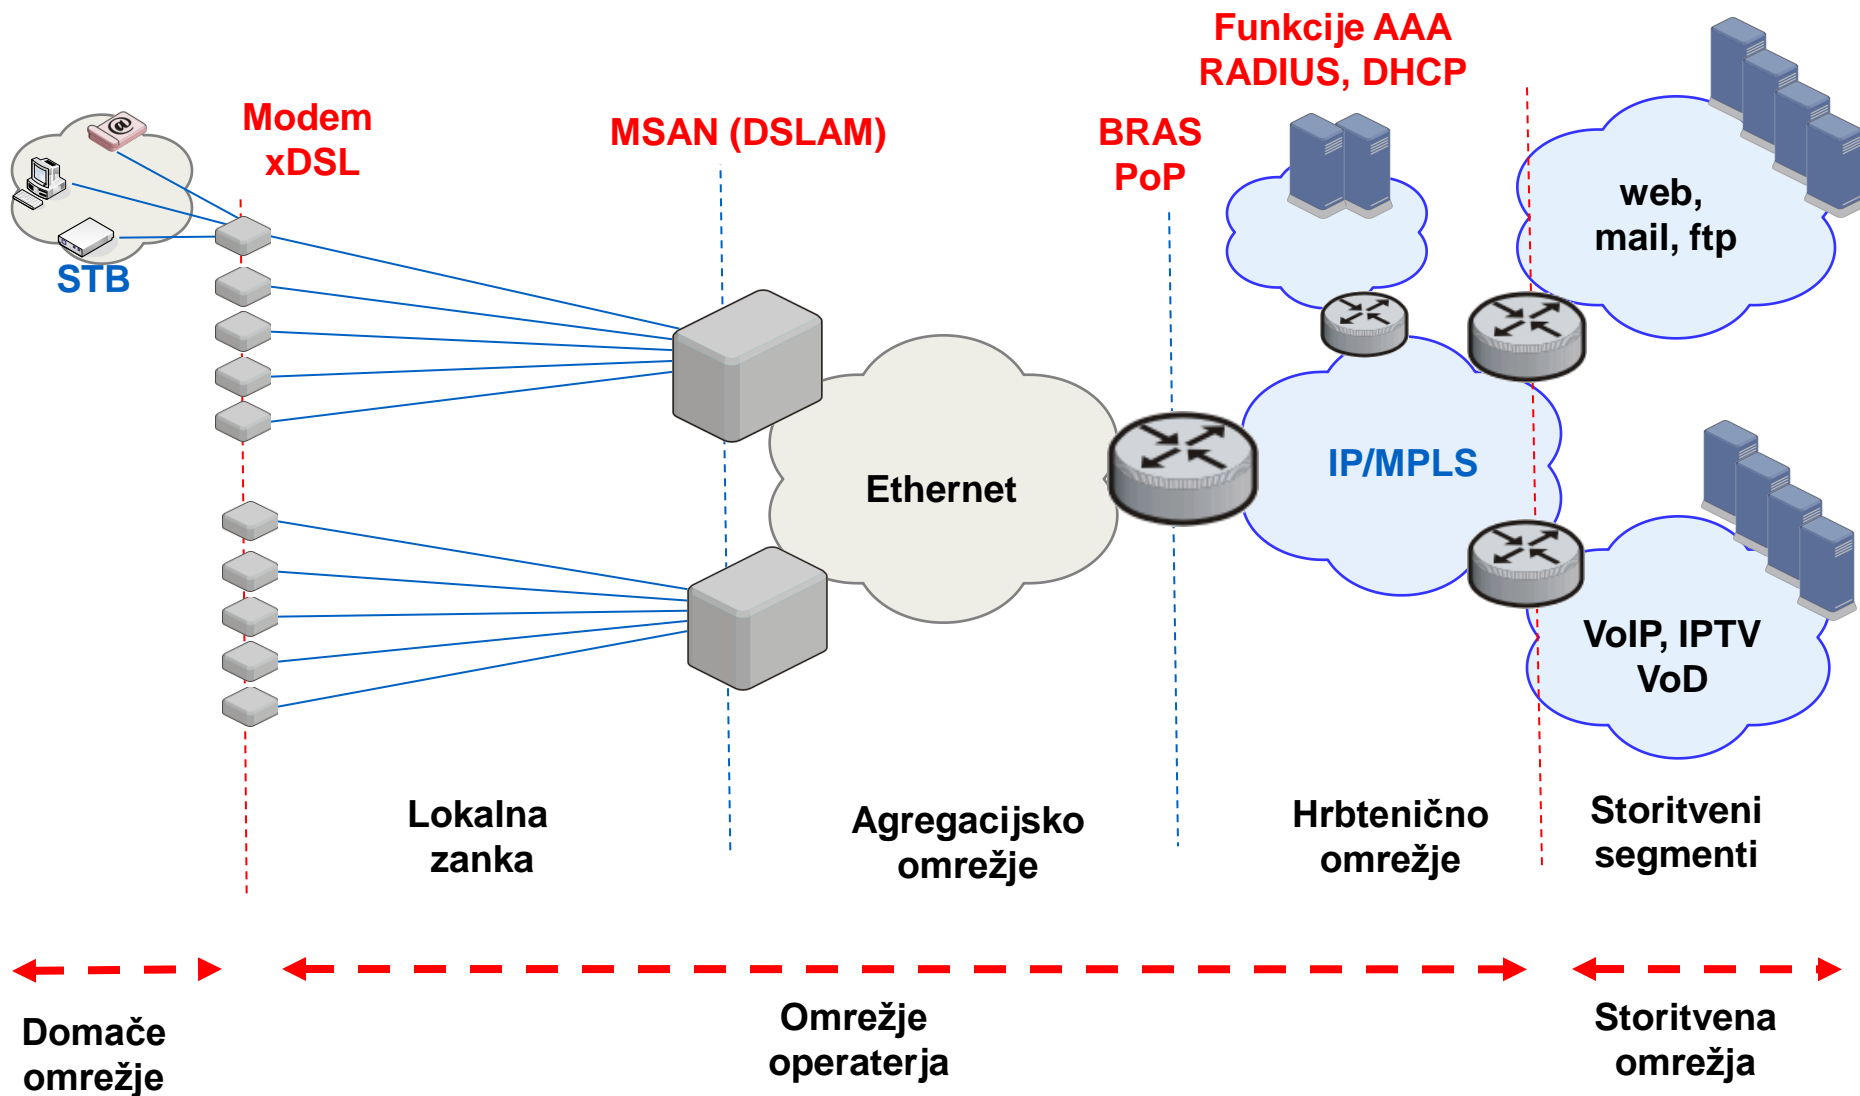 Funkcije AAA
RADIUS, DHCP
Modem
xDSL
MSAN (DSLAM)
BRAS
PoP
@
STB
web,
mail, ftp
Ethernet
IP/MPLS
VoIP, IPTV
VoD
Lokalna
zanka
Agregacijsko
omrežje
Hrbtenično
omrežje
Storitveni
segmenti
Domače
omrežje
Omrežje
operaterja
Storitvena
omrežja